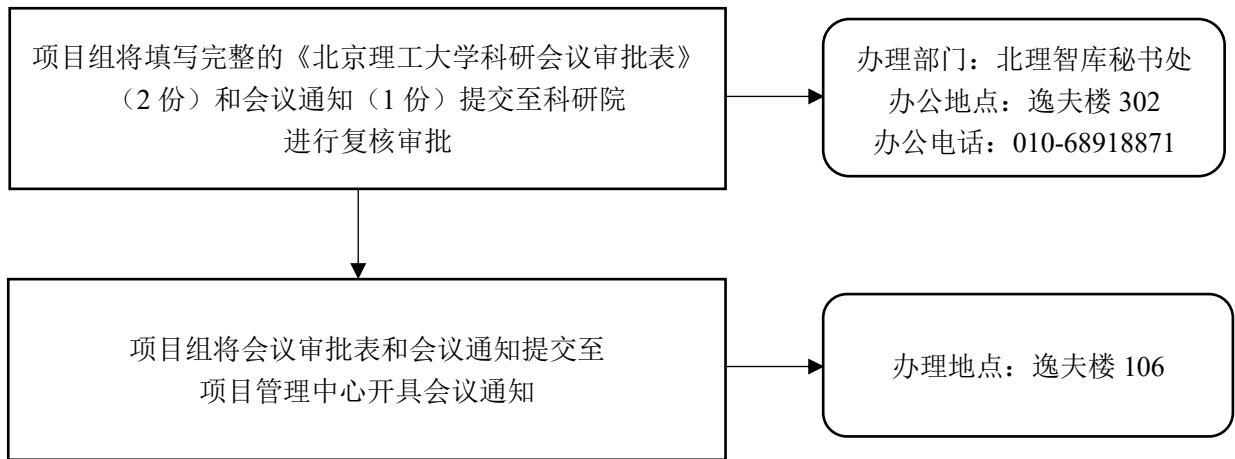 项目组将填写完整的《北京理工大学科研会议审批表》
（2 份）和会议通知（1 份）提交至科研院
进行复核审批
办理部门：北理智库秘书处
办公地点：逸夫楼 302
办公电话：010-68918871
项目组将会议审批表和会议通知提交至
项目管理中心开具会议通知
办理地点：逸夫楼 106